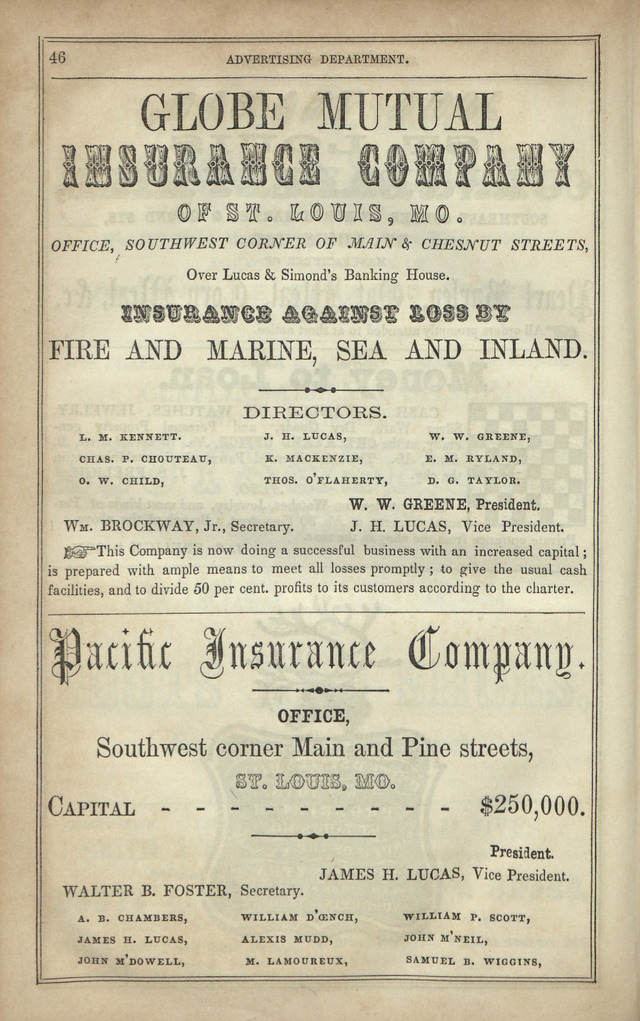 46
ADVERTISING DEPARTMENT.
GLOBE MUTUAL
INSURANCE COMPANY
OF ST. LOUIS, MO.
OFFICE, SOUTHWEST CORNER OF MAIN & CHESNUT STREETS,
Over Lucas & Simond's Banking House.
INSURANCE AGAINST LOSS BY
FIRE AND MARINE, SEA AND INLAND.
DIRECTORS.
L. M. KENNETT. J. H. LUCAS, W. W. GREENE,
CHAS. P. CHOUTEAU, K. MACKENZIE, E. M. RYLAND,
O. W. CHILD, THOS. O'FLAHERTY, D. G. TAYLOR.
W. W. GREENE, President.
WM. BROCKWAY, Jr., Secretary. J. H. LUCAS, Vice President.
☞This Company is now doing a successful business with an increased capital;
is prepared with ample means to meet all losses promptly; to give the usual cash
facilities, and to divide 50 per cent. profits to its customers according to the charter.
Pacific Insurance Company.
OFFICE,
Southwest corner Main and Pine streets,
ST. LOUIS, MO.
CAPITAL - - - - - - - - - $250,000.
President.
JAMES H. LUCAS, Vice President.
WALTER B. FOSTER, Secretary.
A. B. CHAMBERS, WILLIAM D'ŒNCH, WILLIAM P. SCOTT,
JAMES H. LUCAS, ALEXIS MUDD, JOHN M'NEIL,
JOHN M'DOWELL, M. LAMOUREUX, SAMUEL B. WIGGINS,